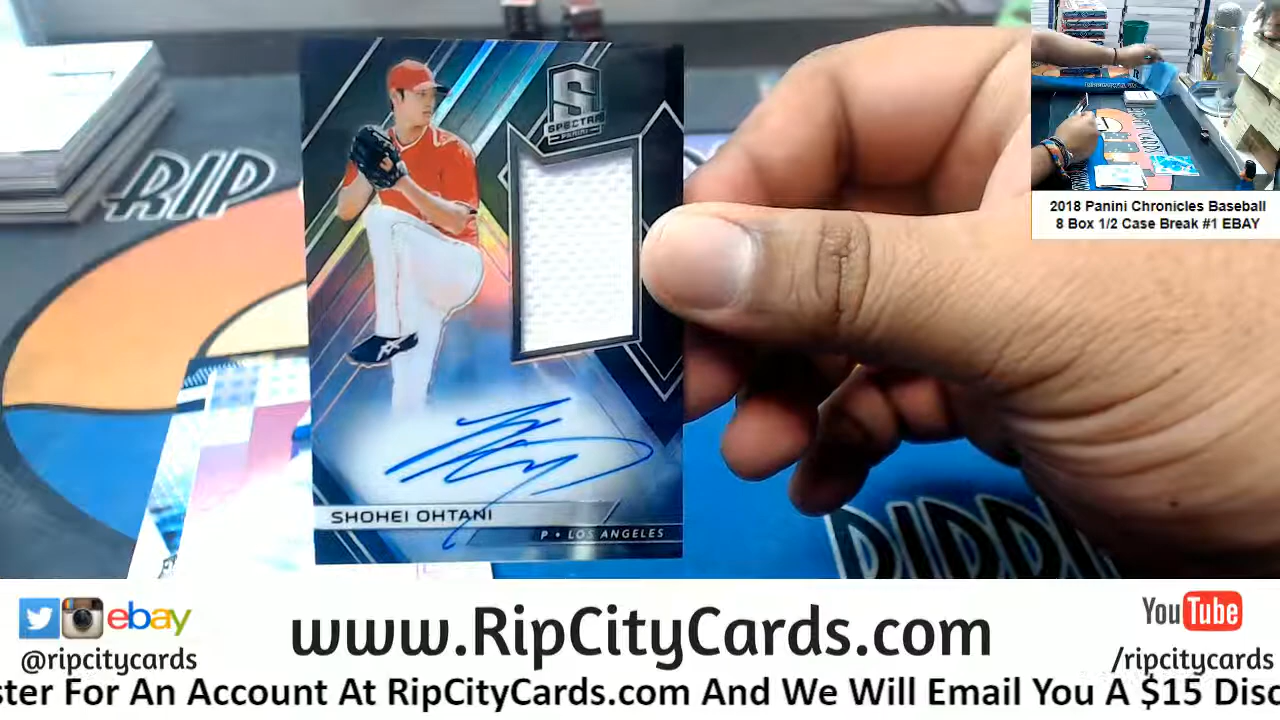 RIP
S
SPECTRA
PANINI
SHOHEI OHTANI
P • LOS ANGELES
2018 Panini Chronicles Baseball
8 Box 1/2 Case Break #1 EBAY
ebay
@ripcitycards
www.RipCityCards.com
YouTube
/ripcitycards
ster For An Account At RipCityCards.com And We Will Email You A $15 Disc